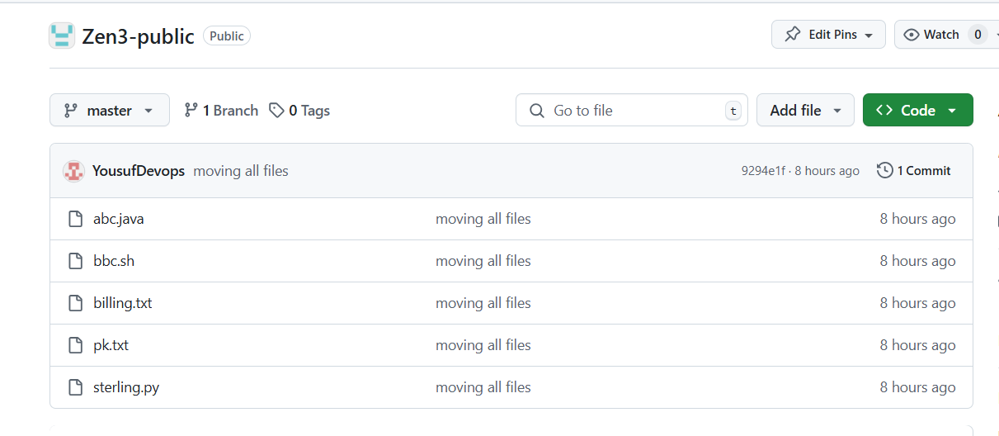 Zen3-public Public Edit Pins Watch 0
master 1 Branch 0 Tags Go to file t Add file Code
YousufDevops moving all files 9294e1f · 8 hours ago 1 Commit
abc.java moving all files 8 hours ago
bbc.sh moving all files 8 hours ago
billing.txt moving all files 8 hours ago
pk.txt moving all files 8 hours ago
sterling.py moving all files 8 hours ago